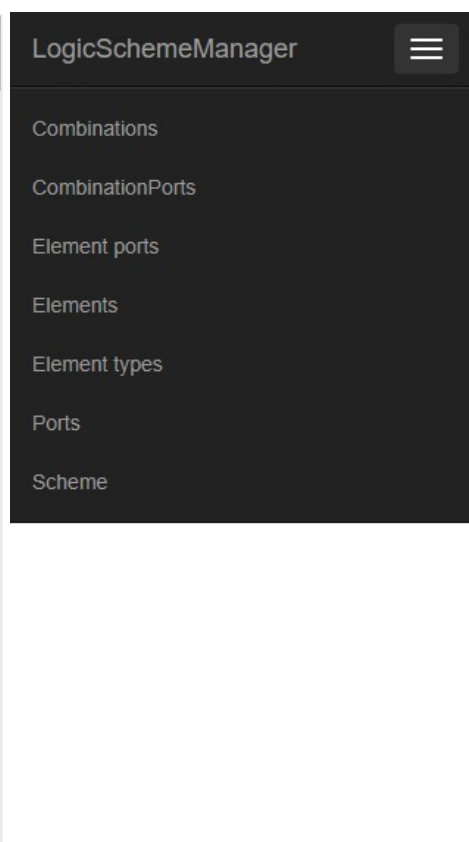 LogicSchemeManager
Combinations
CombinationPorts
Element ports
Elements
Element types
Ports
Scheme